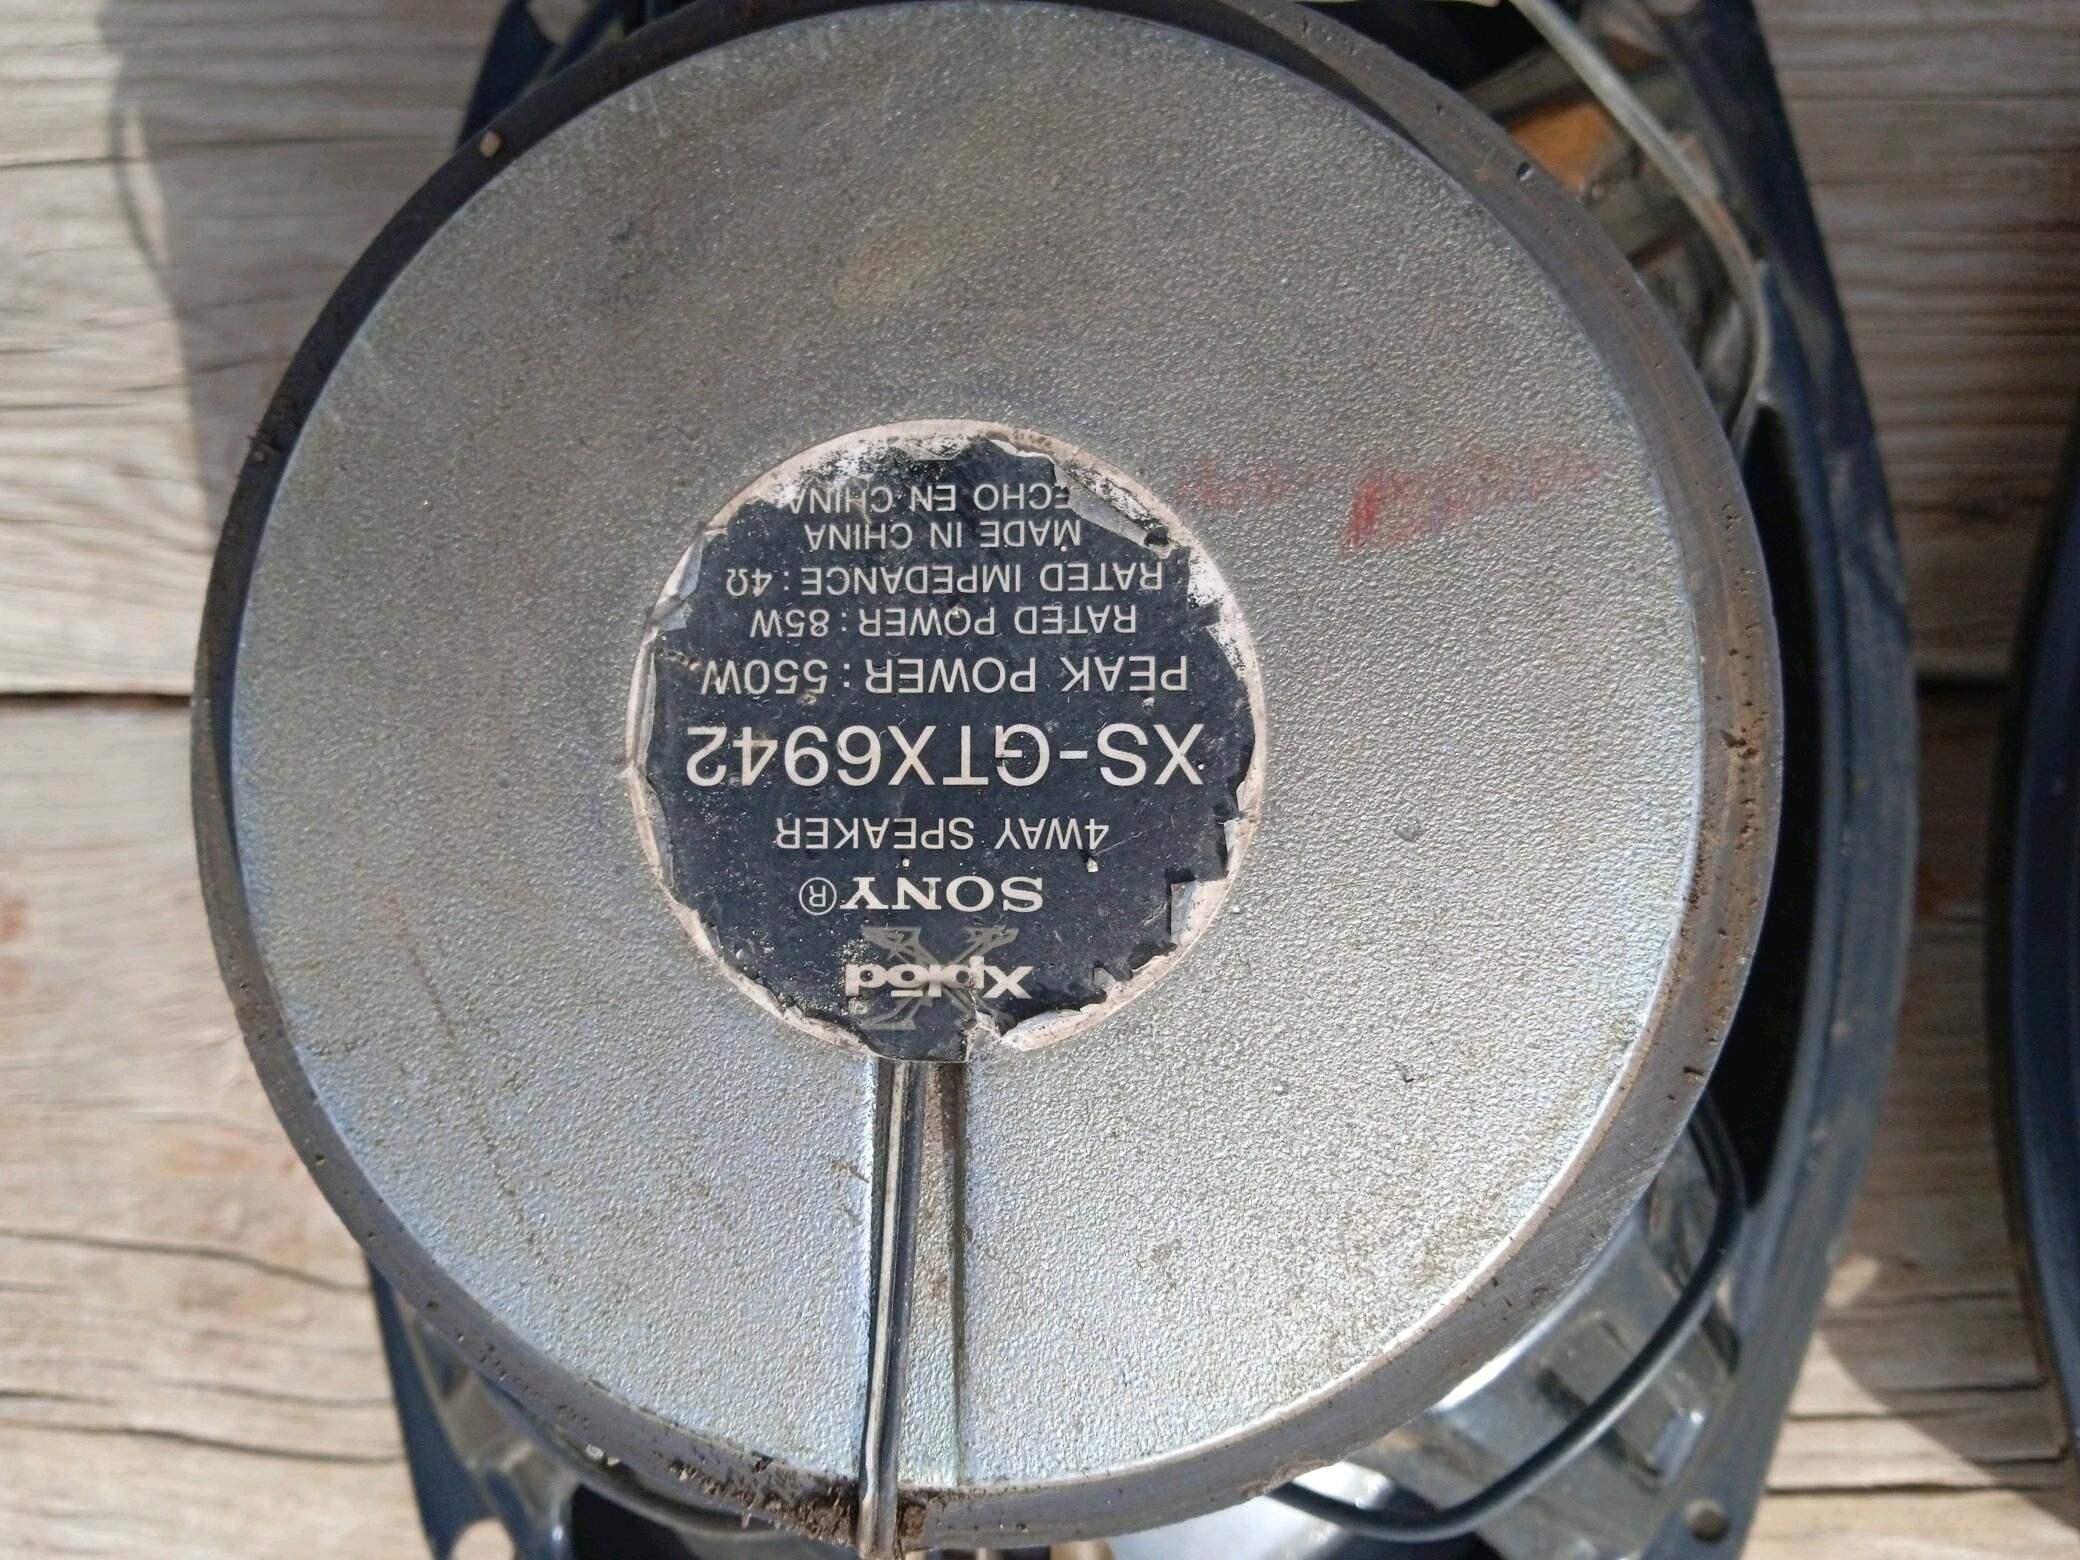 Xplōd
SONY®
4WAY SPEAKER
XS-GTX6942
PEAK POWER : 550W
RATED POWER : 85W
RATED IMPEDANCE : 4Ω
MADE IN CHINA
ECHO EN CHINA